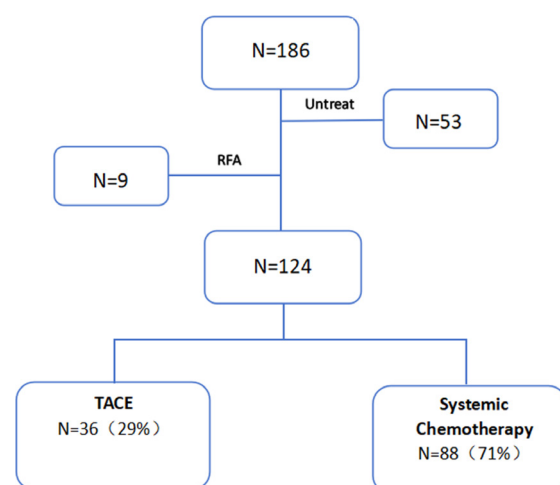 N=186
Untreat
N=53
RFA
N=9
N=124
TACE
N=36（29%）
Systemic
Chemotherapy
N=88（71%）